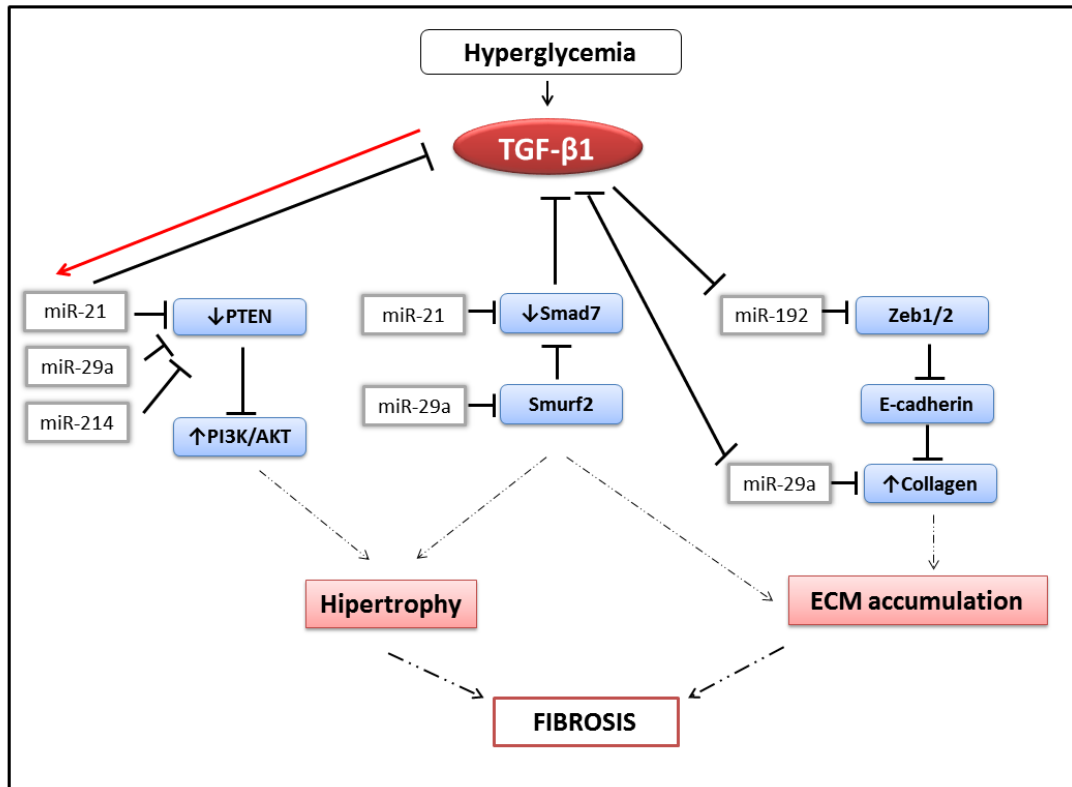 Hyperglycemia
TGF-β1
miR-21
↓PTEN
miR-29a
miR-214
↑PI3K/AKT
miR-21
↓Smad7
miR-29a
Smurf2
miR-192
Zeb1/2
E-cadherin
miR-29a
↑Collagen
Hipertrophy
ECM accumulation
FIBROSIS